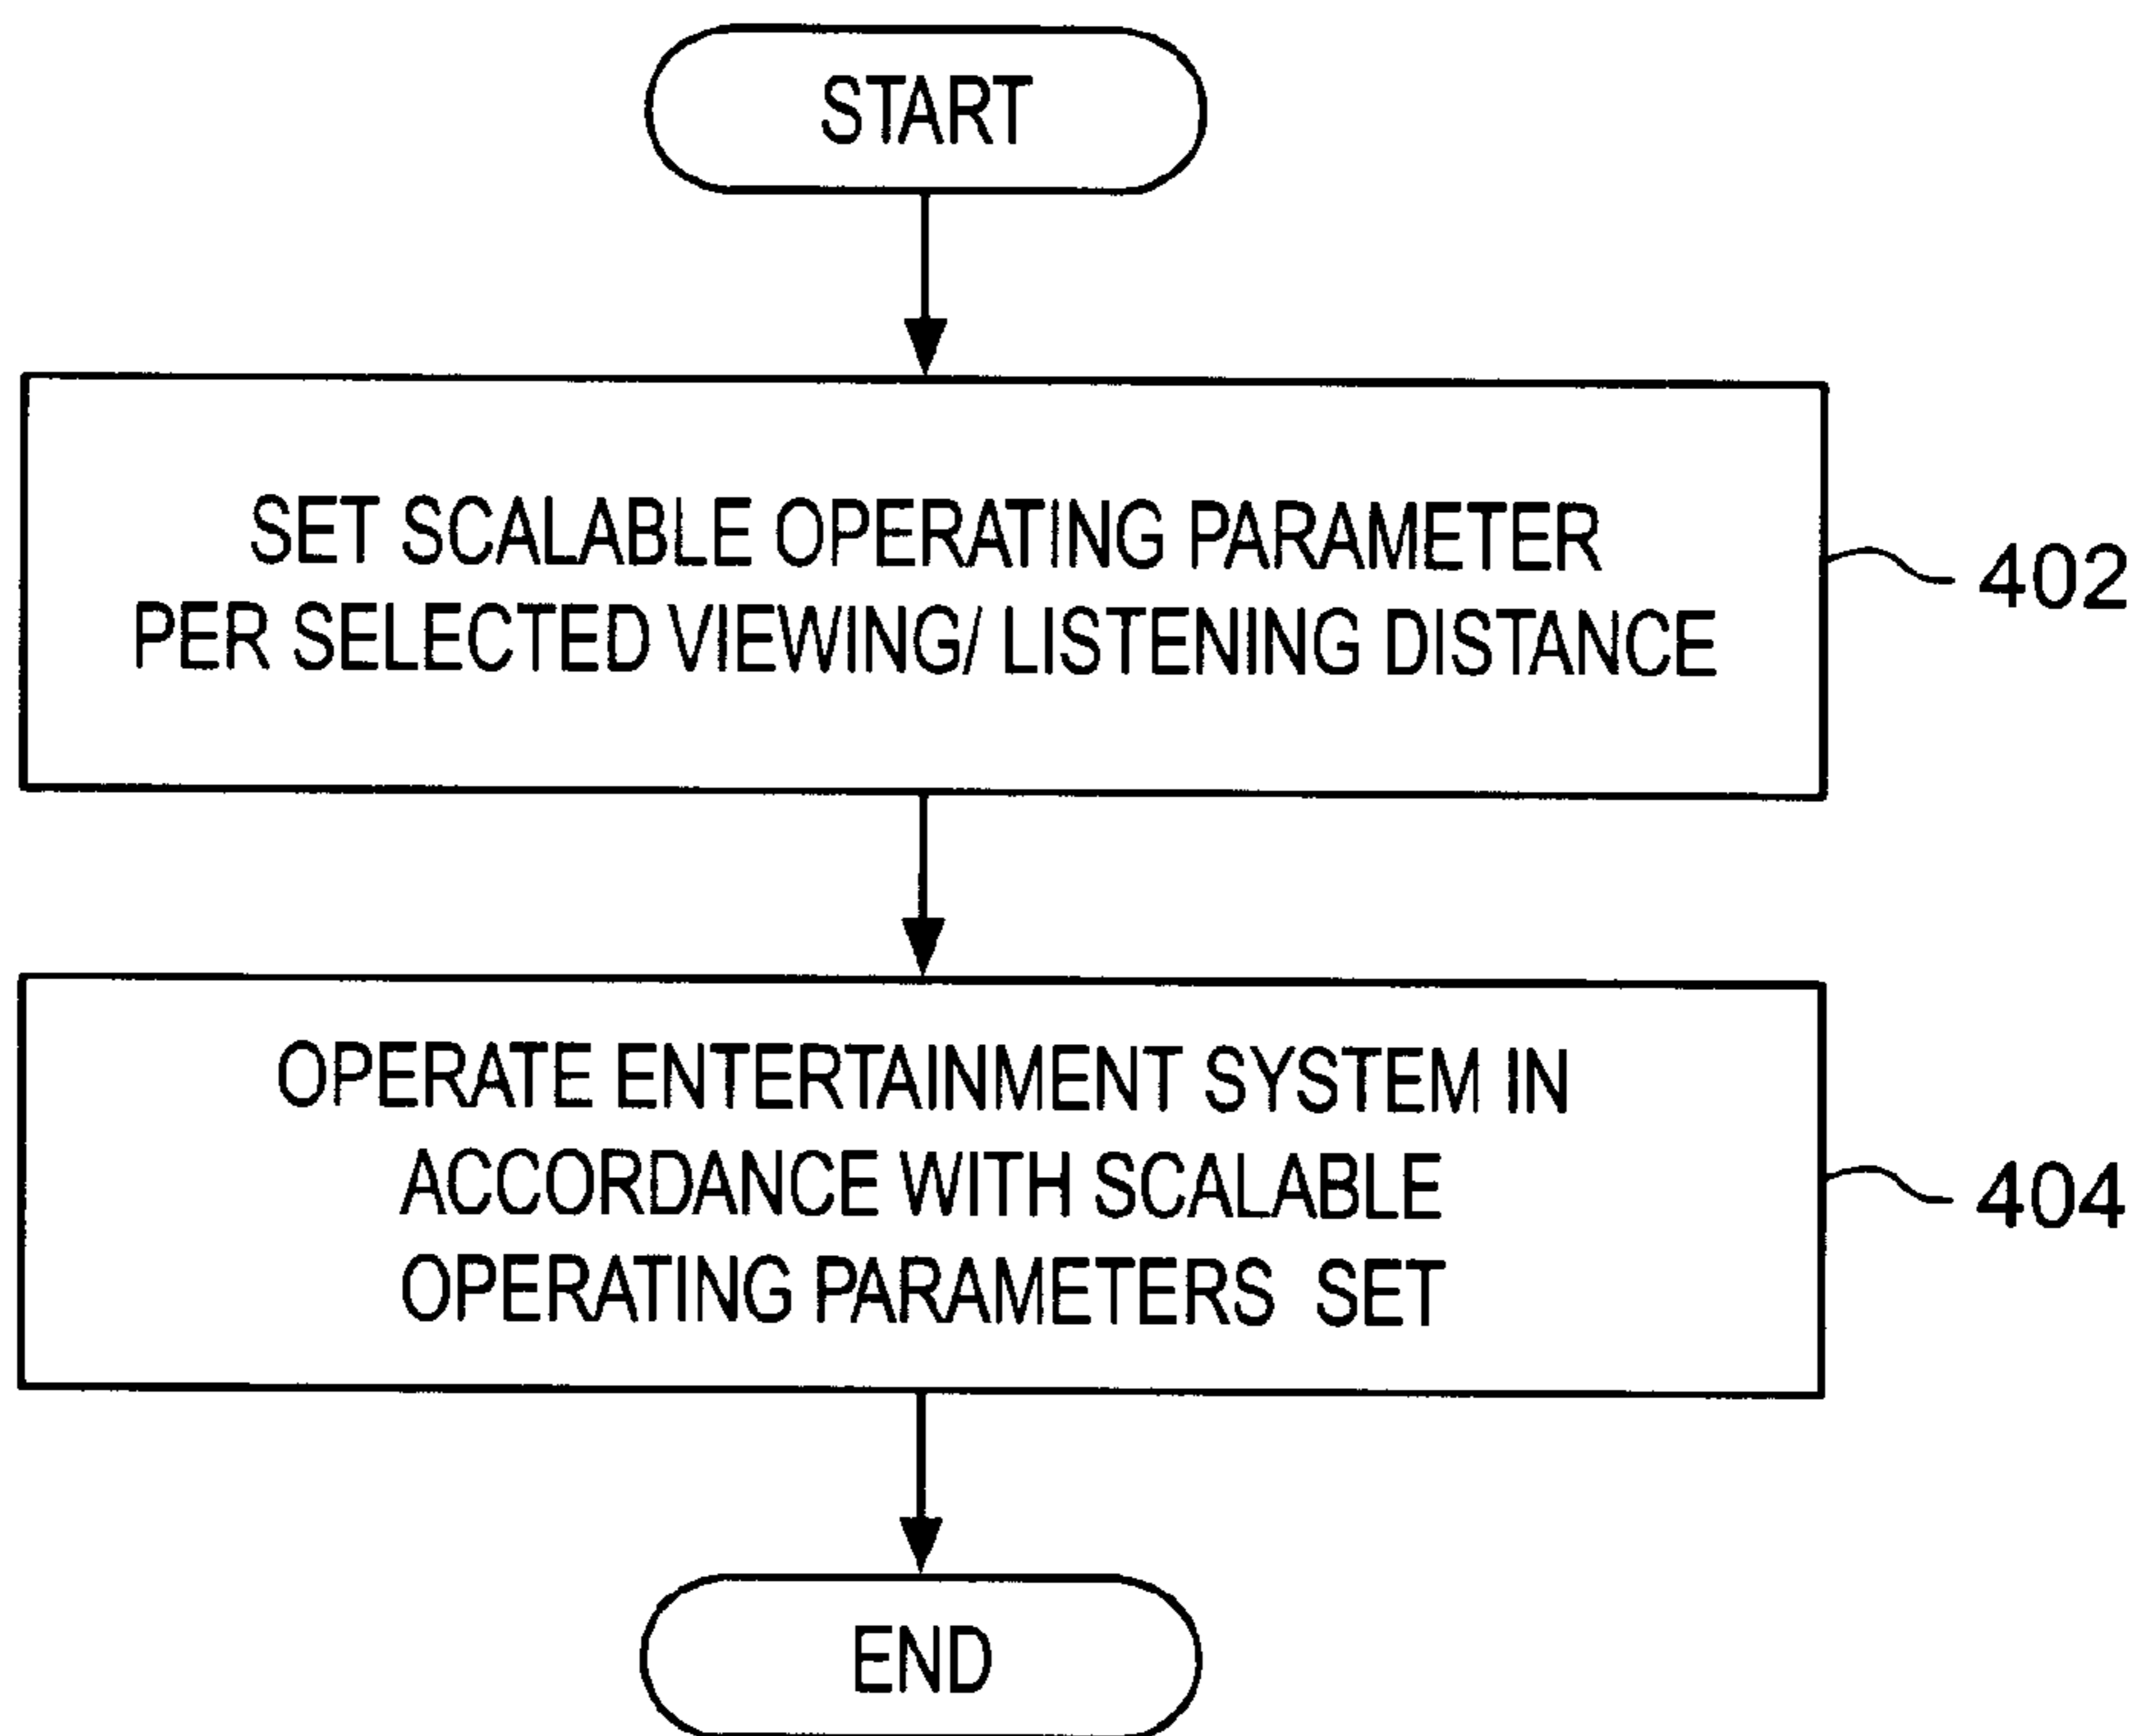 START
SET SCALABLE OPERATING PARAMETER
PER SELECTED VIEWING/ LISTENING DISTANCE
402
OPERATE ENTERTAINMENT SYSTEM IN
ACCORDANCE WITH SCALABLE
OPERATING PARAMETERS SET
404
END